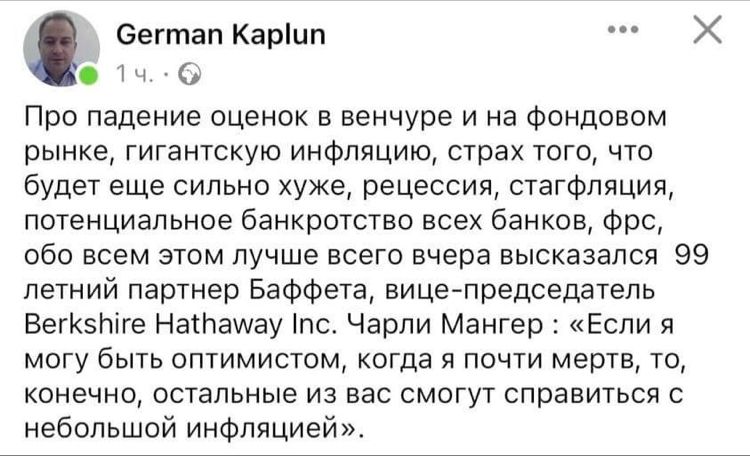 German Kaplun
1 ч. ·
Про падение оценок в венчуре и на фондовом
рынке, гигантскую инфляцию, страх того, что
будет еще сильно хуже, рецессия, стагфляция,
потенциальное банкротство всех банков, фрс,
обо всем этом лучше всего вчера высказался 99
летний партнер Баффета, вице-председатель
Berkshire Hathaway Inc. Чарли Мангер : «Если я
могу быть оптимистом, когда я почти мертв, то,
конечно, остальные из вас смогут справиться с
небольшой инфляцией».